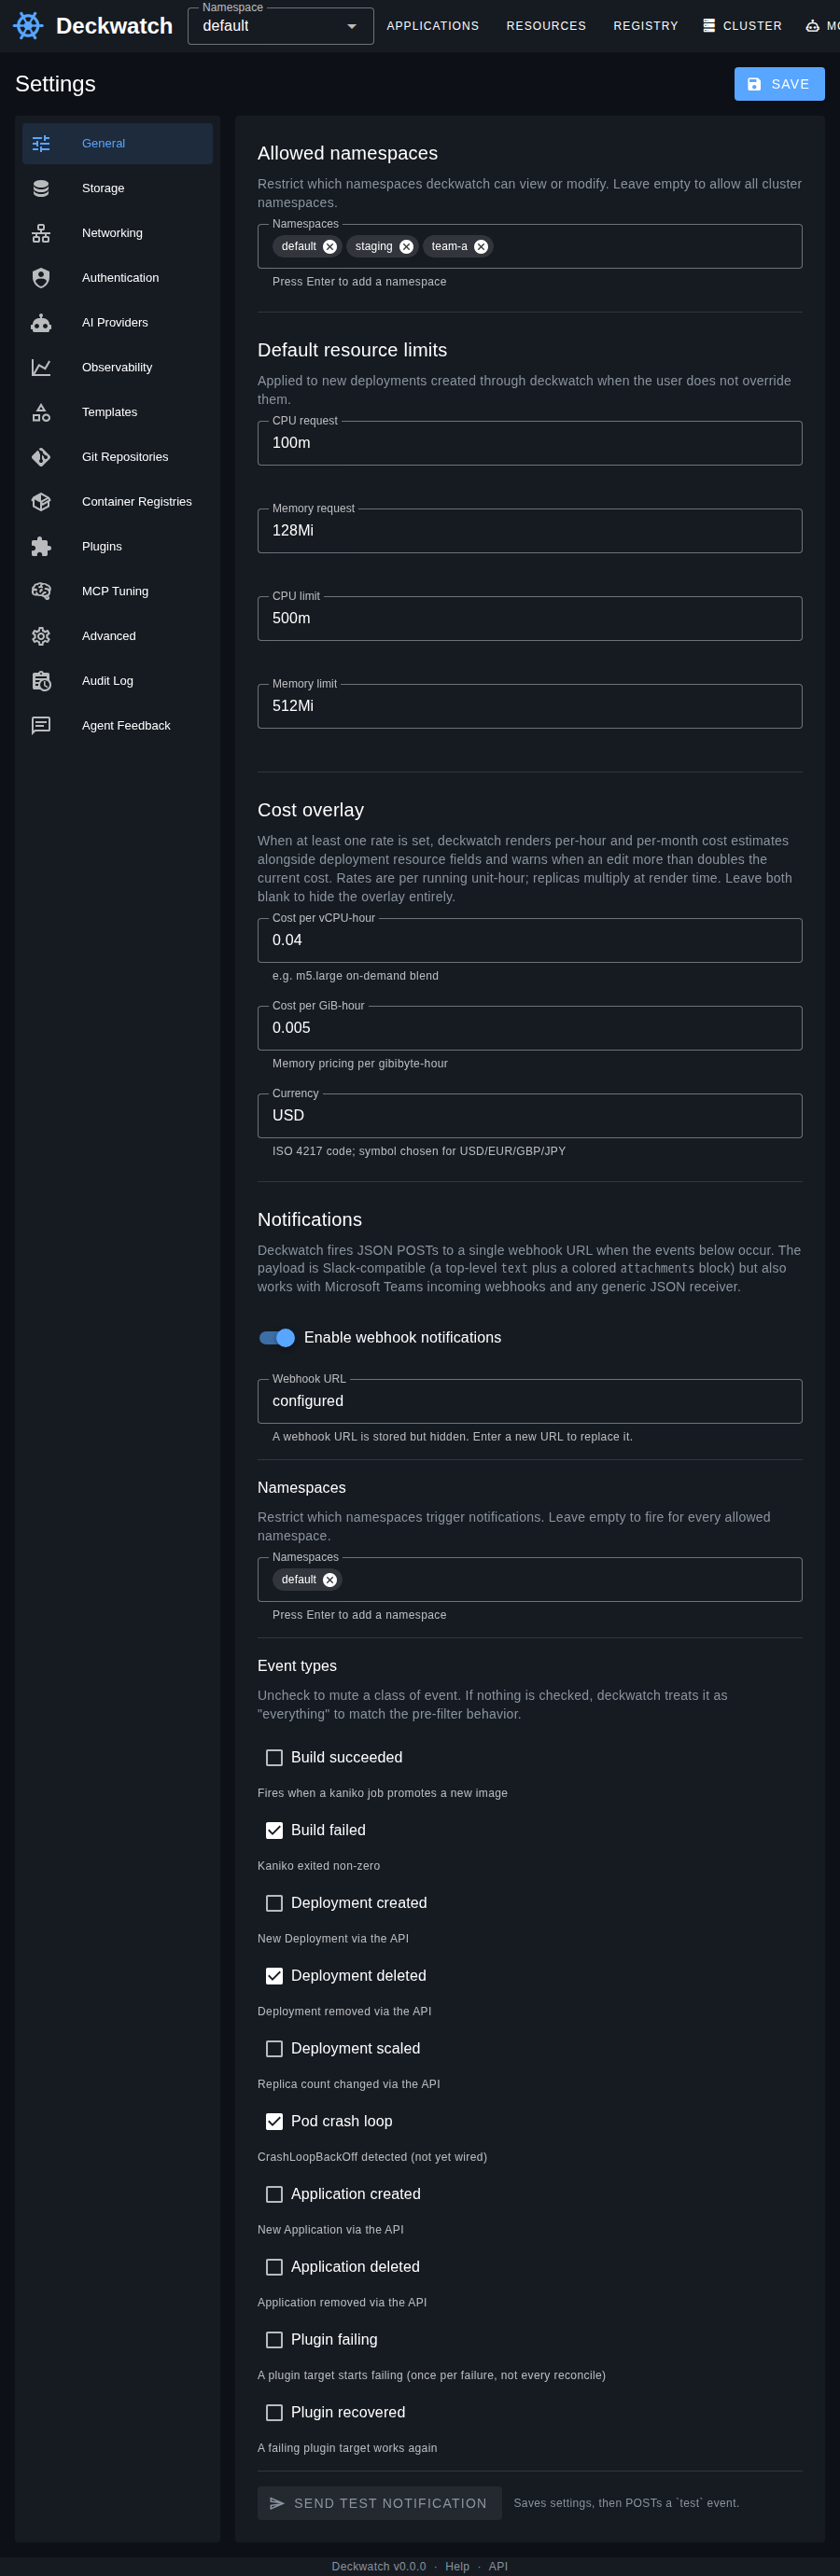 Deckwatch
Namespace
default
APPLICATIONS
RESOURCES
REGISTRY
CLUSTER
Settings
SAVE
General
Storage
Networking
Authentication
AI Providers
Observability
Templates
Git Repositories
Container Registries
Plugins
MCP Tuning
Advanced
Audit Log
Agent Feedback
Allowed namespaces
Restrict which namespaces deckwatch can view or modify. Leave empty to allow all cluster
namespaces.
Namespaces
default staging team-a
Press Enter to add a namespace
Default resource limits
Applied to new deployments created through deckwatch when the user does not override
them.
CPU request
100m
Memory request
128Mi
CPU limit
500m
Memory limit
512Mi
Cost overlay
When at least one rate is set, deckwatch renders per-hour and per-month cost estimates
alongside deployment resource fields and warns when an edit more than doubles the
current cost. Rates are per running unit-hour; replicas multiply at render time. Leave both
blank to hide the overlay entirely.
Cost per vCPU-hour
0.04
e.g. m5.large on-demand blend
Cost per GiB-hour
0.005
Memory pricing per gibibyte-hour
Currency
USD
ISO 4217 code; symbol chosen for USD/EUR/GBP/JPY
Notifications
Deckwatch fires JSON POSTs to a single webhook URL when the events below occur. The
payload is Slack-compatible (a top-level text plus a colored attachments block) but also
works with Microsoft Teams incoming webhooks and any generic JSON receiver.
Enable webhook notifications
Webhook URL
configured
A webhook URL is stored but hidden. Enter a new URL to replace it.
Namespaces
Restrict which namespaces trigger notifications. Leave empty to fire for every allowed
namespace.
Namespaces
default
Press Enter to add a namespace
Event types
Uncheck to mute a class of event. If nothing is checked, deckwatch treats it as
"everything" to match the pre-filter behavior.
Build succeeded
Fires when a kaniko job promotes a new image
Build failed
Kaniko exited non-zero
Deployment created
New Deployment via the API
Deployment deleted
Deployment removed via the API
Deployment scaled
Replica count changed via the API
Pod crash loop
CrashLoopBackOff detected (not yet wired)
Application created
New Application via the API
Application deleted
Application removed via the API
Plugin failing
A plugin target starts failing (once per failure, not every reconcile)
Plugin recovered
A failing plugin target works again
SEND TEST NOTIFICATION
Saves settings, then POSTs a `test` event.
Deckwatch v0.0.0 · Help · API